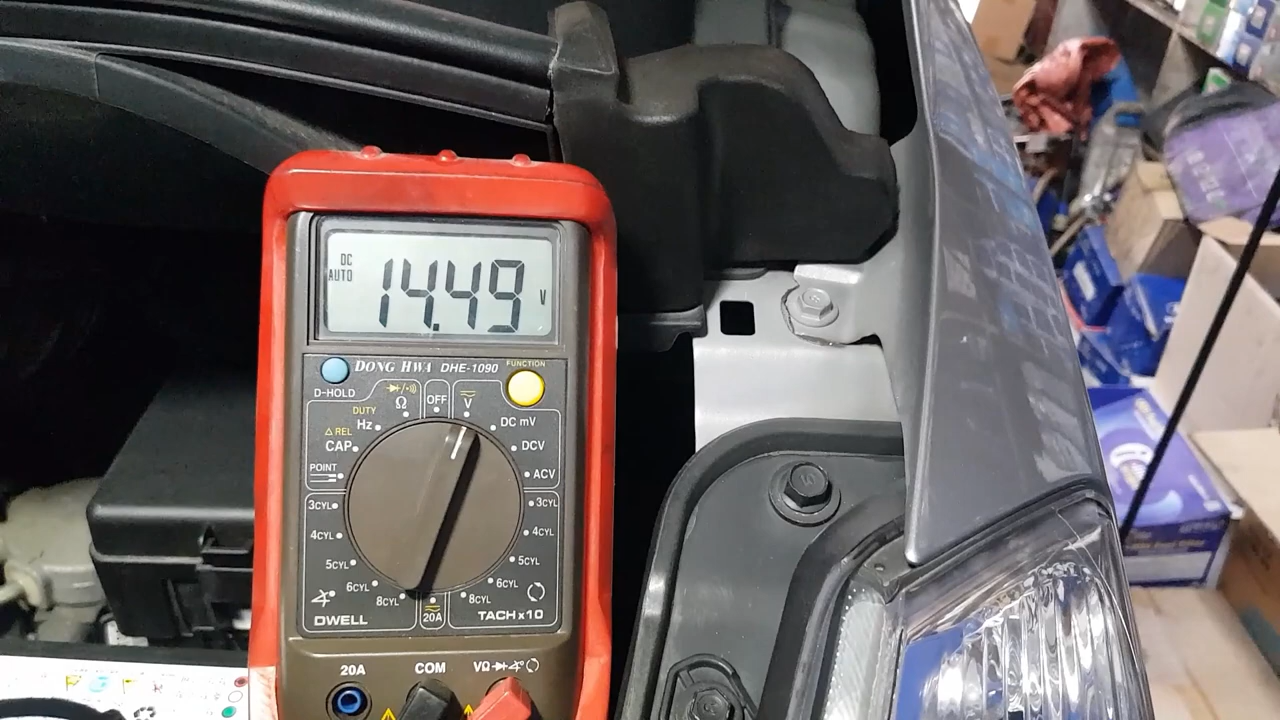 DC
AUTO
14.49 V
FUNCTION
DONG HWA DHE-1090
D-HOLD
OFF
V
Ω
DUTY
Hz
DC mV
Δ REL
CAP
DCV
POINT
ACV
3CYL
3CYL
4CYL
4CYL
5CYL
5CYL
6CYL
6CYL
8CYL
8CYL
DWELL
20A
TACH x 10
20A
COM
VΩ